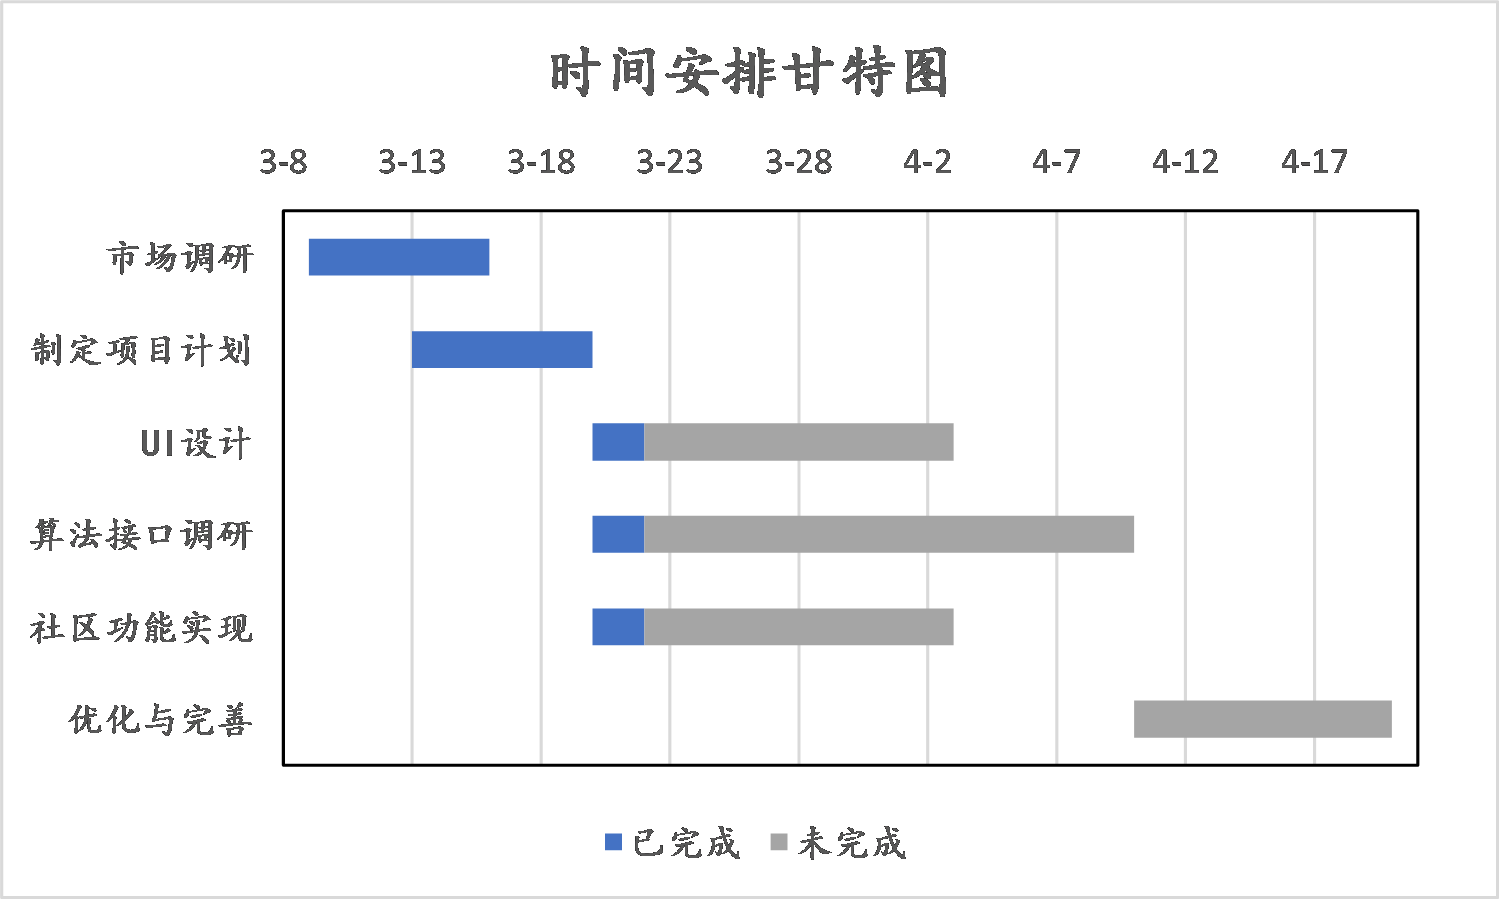 时间安排甘特图
3-8 3-13 3-18 3-23 3-28 4-2 4-7 4-12 4-17
市场调研
制定项目计划
UI设计
算法接口调研
社区功能实现
优化与完善
已完成 未完成